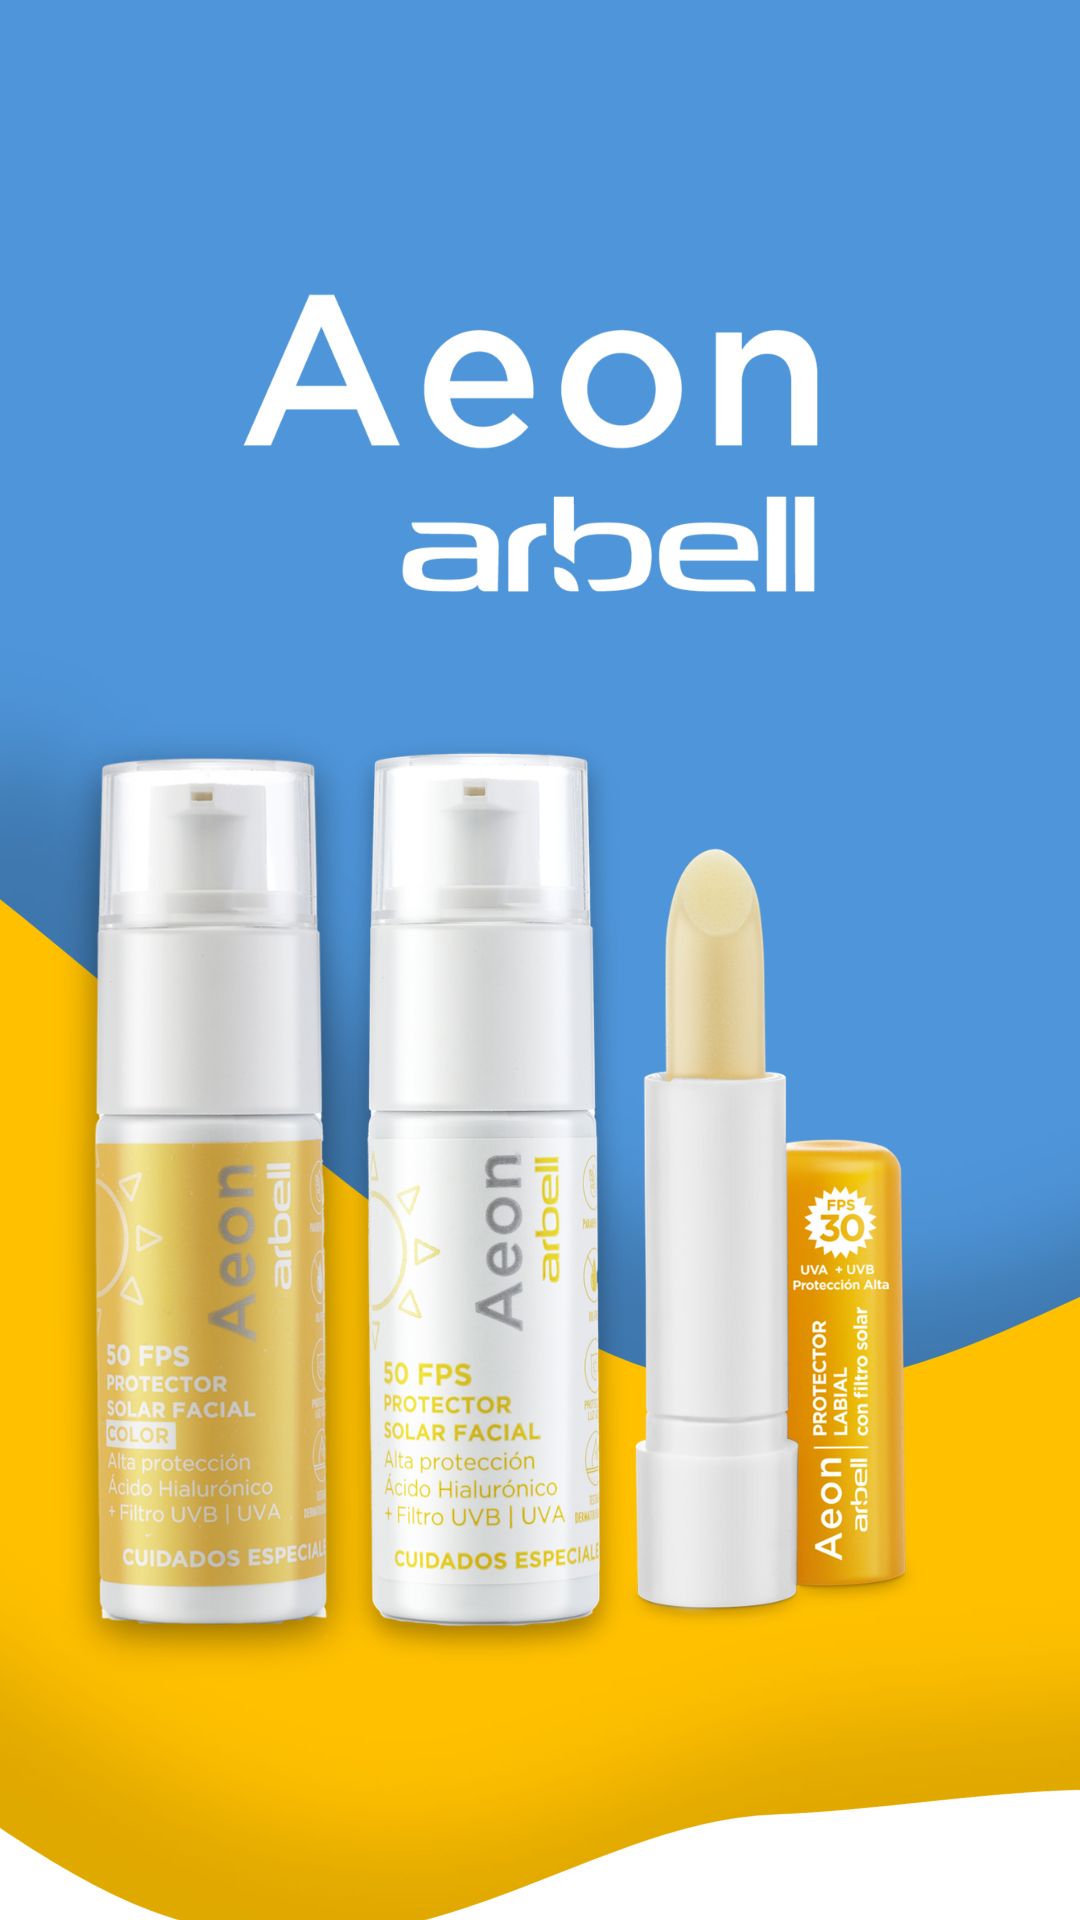 Aeon
arbell
Aeon
arbell
50 FPS
PROTECTOR
SOLAR FACIAL
COLOR
Alta protección
Ácido Hialurónico
+ Filtro UVB | UVA
CUIDADOS
Aeon
arbell
50 FPS
PROTECTOR
SOLAR FACIAL
Alta protección
Ácido Hialurónico
+ Filtro UVB | UVA
CUIDADOS
FPS
30
UVA + UVB
Protección Alta
Aeon
arbell
PROTECTOR
LABIAL
con filtro solar